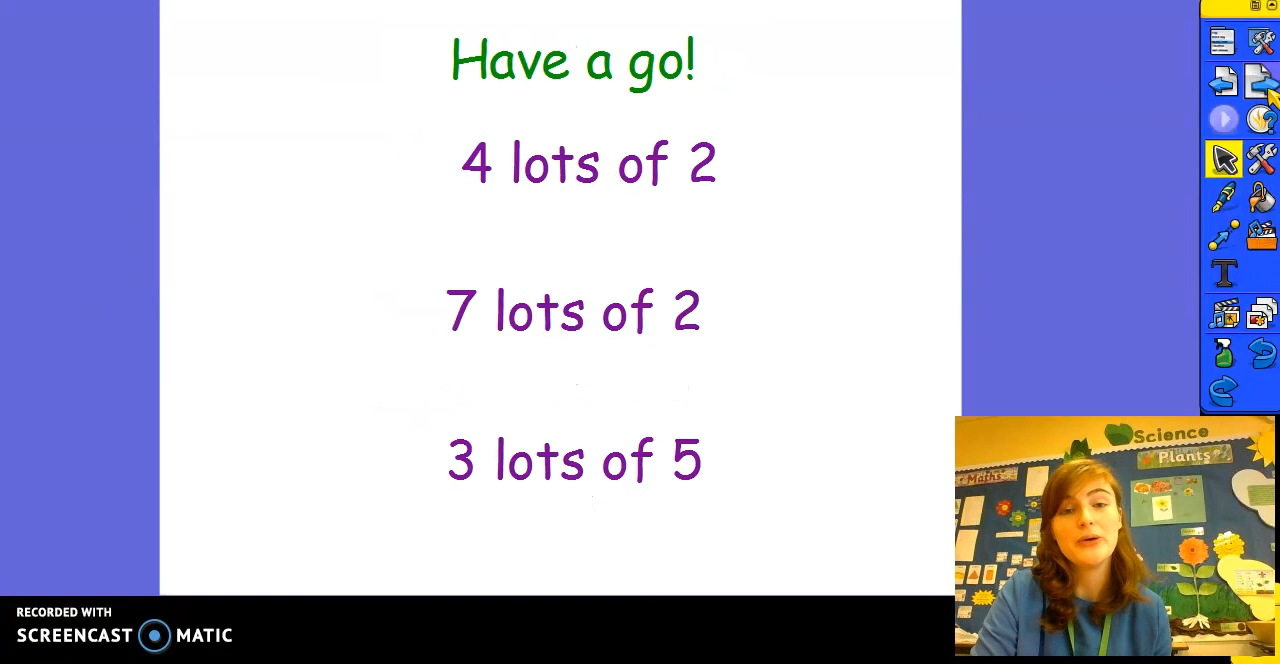 Have a go!
4 lots of 2
7 lots of 2
3 lots of 5
Science
Plants
Maths
RECORDED WITH
SCREENCAST MATIC